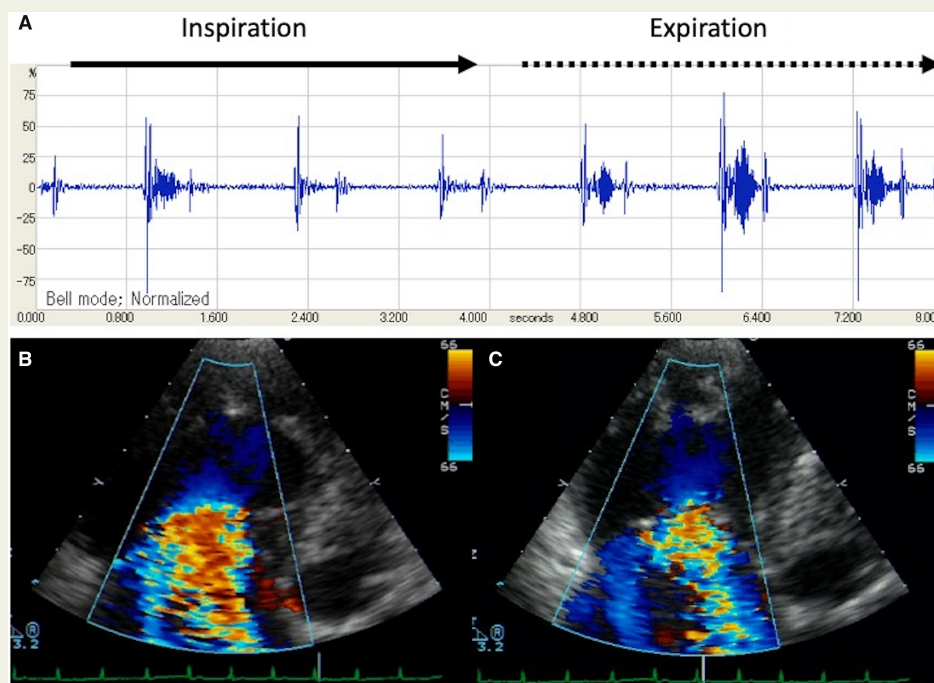 A
Inspiration Expiration
%
75
50
25
0
-25
-50
-75
Bell mode; Normalized
0.000 0.800 1.600 2.400 3.200 4.000 seconds 4.800 5.600 6.400 7.200 8.00
B
66
CM/S
66
R
3.2
C
66
CM/S
66
R
3.2